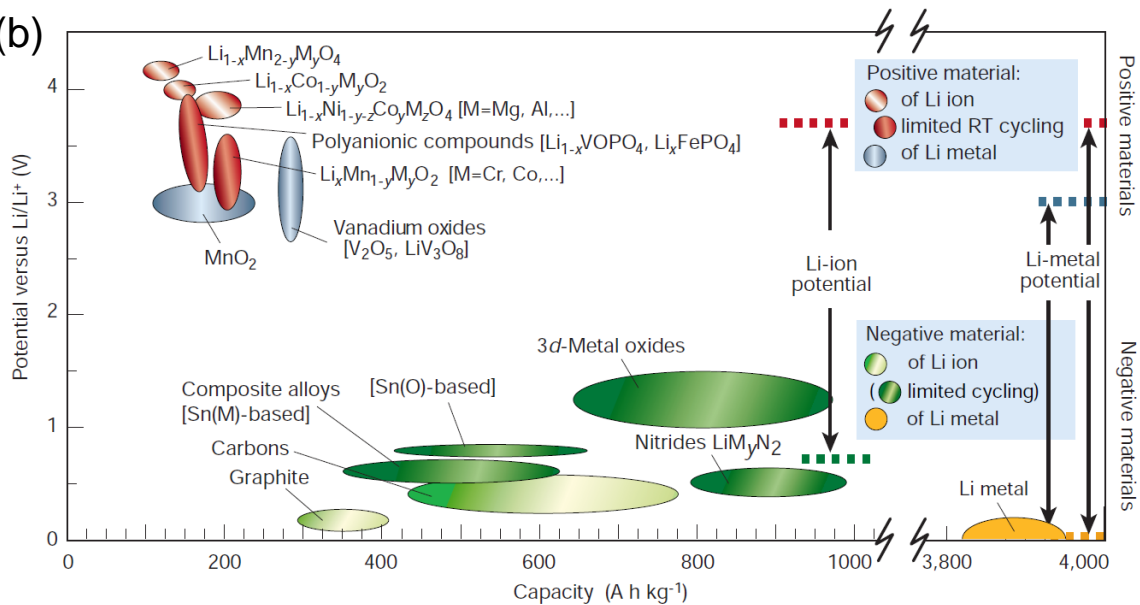 (b)
Potential versus Li/Li⁺ (V)
4
3
2
1
0
Li₁₋ₓMn₂₋yMyO₄
Li₁₋ₓCo₁₋yMyO₂
Li₁₋ₓNi₁₋y₋zCoyMzO₄ [M=Mg, Al,...]
Polyanionic compounds [Li₁₋ₓVOPO₄, LiₓFePO₄]
LiₓMn₁₋yMyO₂ [M=Cr, Co,...]
Vanadium oxides
[V₂O₅, LiV₃O₈]
MnO₂
Positive material:
of Li ion
limited RT cycling
of Li metal
Positive materials
Li-ion
potential
Li-metal
potential
Negative material:
of Li ion
( limited cycling)
of Li metal
Negative materials
3d-Metal oxides
[Sn(O)-based]
Composite alloys
[Sn(M)-based]
Carbons
Graphite
Nitrides LiMyN₂
Li metal
0
200
400
600
800
1000
3,800
4,000
Capacity (A h kg⁻¹)